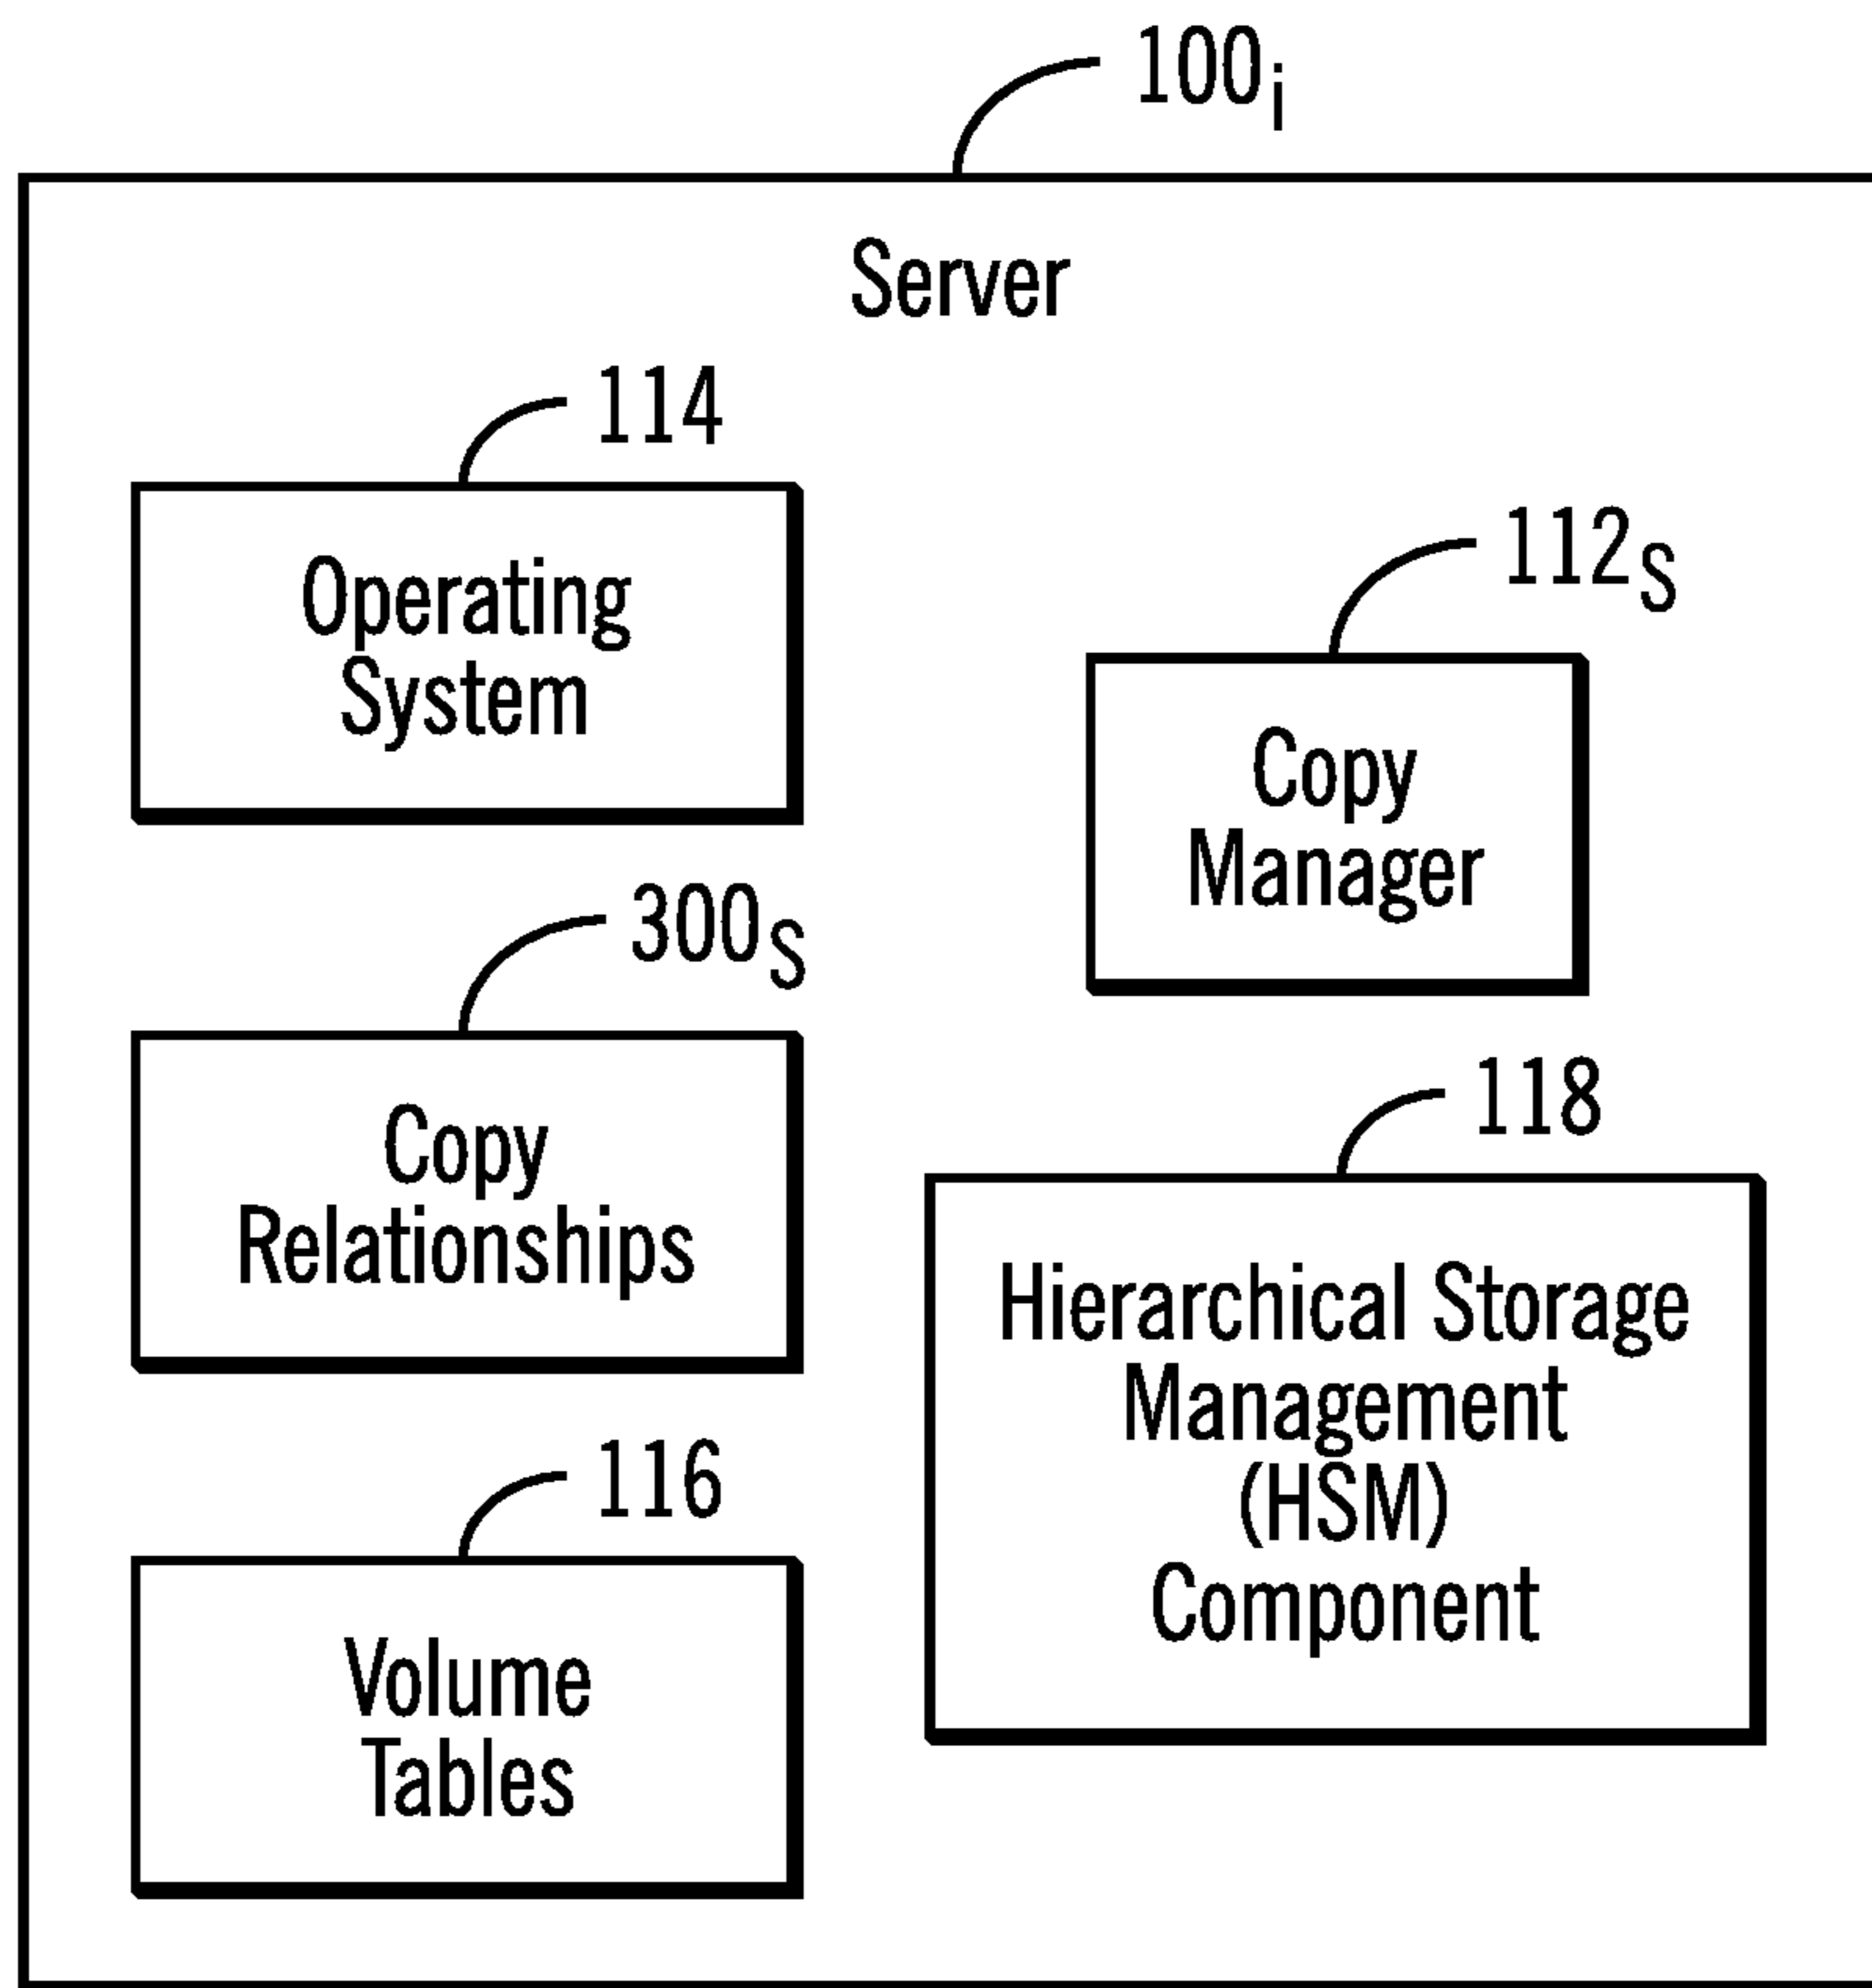 100i
Server
114
Operating
System
112S
Copy
Manager
300S
Copy
Relationships
118
Hierarchical Storage
Management
(HSM)
Component
116
Volume
Tables